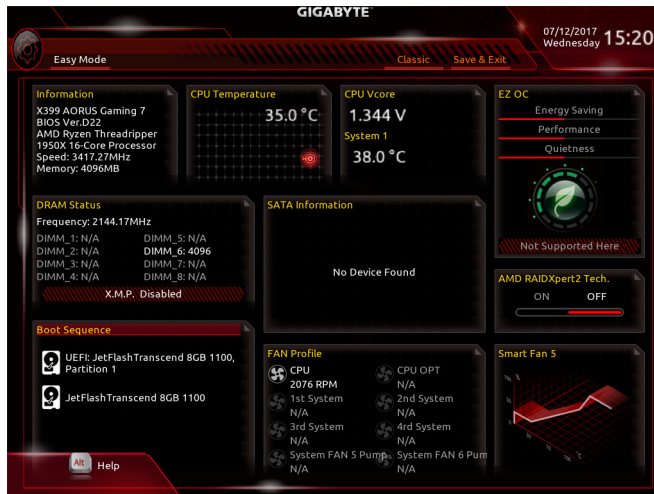 GIGABYTE™
07/12/2017
Wednesday
15:20
Easy Mode
Classic
Save & Exit
Information
X399 AORUS Gaming 7
BIOS Ver.D22
AMD Ryzen Threadripper
1950X 16-Core Processor
Speed: 3417.27MHz
Memory: 4096MB
CPU Temperature
35.0 °C
CPU Vcore
1.344 V
System 1
38.0 °C
EZ OC
Energy Saving
Performance
Quietness
Not Supported Here
DRAM Status
Frequency: 2144.17MHz
DIMM_1: N/A DIMM_5: N/A
DIMM_2: N/A DIMM_6: 4096
DIMM_3: N/A DIMM_7: N/A
DIMM_4: N/A DIMM_8: N/A
X.M.P. Disabled
SATA Information
No Device Found
AMD RAIDXpert2 Tech.
ON OFF
Boot Sequence
UEFI: JetFlashTranscend 8GB 1100,
Partition 1
JetFlashTranscend 8GB 1100
FAN Profile
CPU CPU OPT
2076 RPM N/A
1st System 2nd System
N/A N/A
3rd System 4rd System
N/A N/A
System FAN 5 Pump System FAN 6 Pum
N/A N/A
Smart Fan 5
100
50
0
50
100
°C
Alt Help